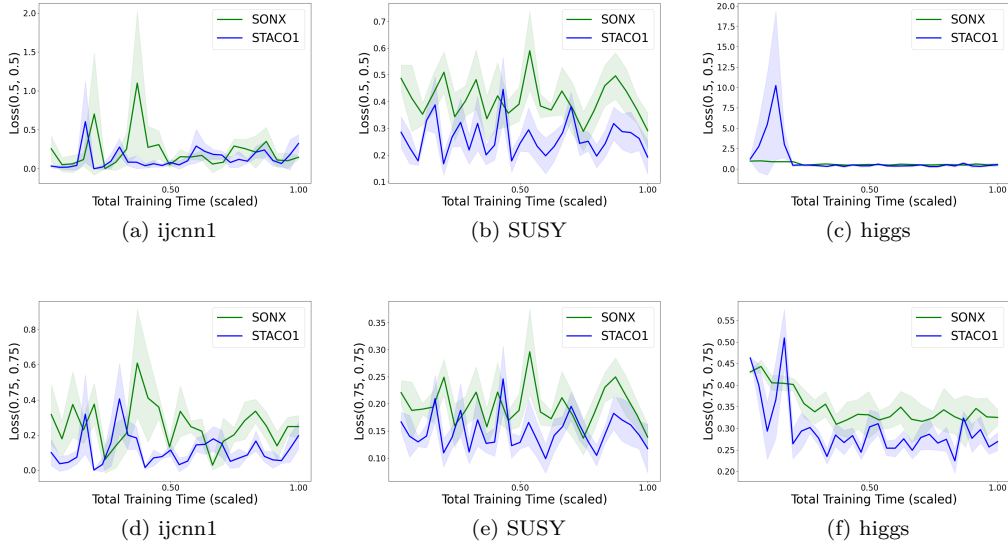 SONX
STACO1
2.0
1.5
1.0
0.5
0.0
Loss(0.5, 0.5)
0.50
1.00
Total Training Time (scaled)
(a) ijcnn1
SONX
STACO1
0.7
0.6
0.5
0.4
0.3
0.2
0.1
Loss(0.5, 0.5)
0.50
1.00
Total Training Time (scaled)
(b) SUSY
SONX
STACO1
20.0
17.5
15.0
12.5
10.0
7.5
5.0
2.5
0.0
Loss(0.5, 0.5)
0.50
1.00
Total Training Time (scaled)
(c) higgs
SONX
STACO1
0.8
0.6
0.4
0.2
0.0
Loss(0.75, 0.75)
0.50
1.00
Total Training Time (scaled)
(d) ijcnn1
SONX
STACO1
0.35
0.30
0.25
0.20
0.15
0.10
Loss(0.75, 0.75)
0.50
1.00
Total Training Time (scaled)
(e) SUSY
SONX
STACO1
0.55
0.50
0.45
0.40
0.35
0.30
0.25
0.20
Loss(0.75, 0.75)
0.50
1.00
Total Training Time (scaled)
(f) higgs